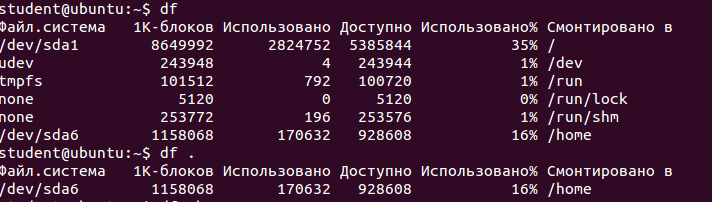 student@ubuntu:~$ df
Файл.система 1K-блоков Использовано Доступно Использовано% Смонтировано в
/dev/sda1 8649992 2824752 5385844 35% /
udev 243948 4 243944 1% /dev
tmpfs 101512 792 100720 1% /run
none 5120 0 5120 0% /run/lock
none 253772 196 253576 1% /run/shm
/dev/sda6 1158068 170632 928608 16% /home
student@ubuntu:~$ df .
Файл.система 1K-блоков Использовано Доступно Использовано% Смонтировано в
/dev/sda6 1158068 170632 928608 16% /home